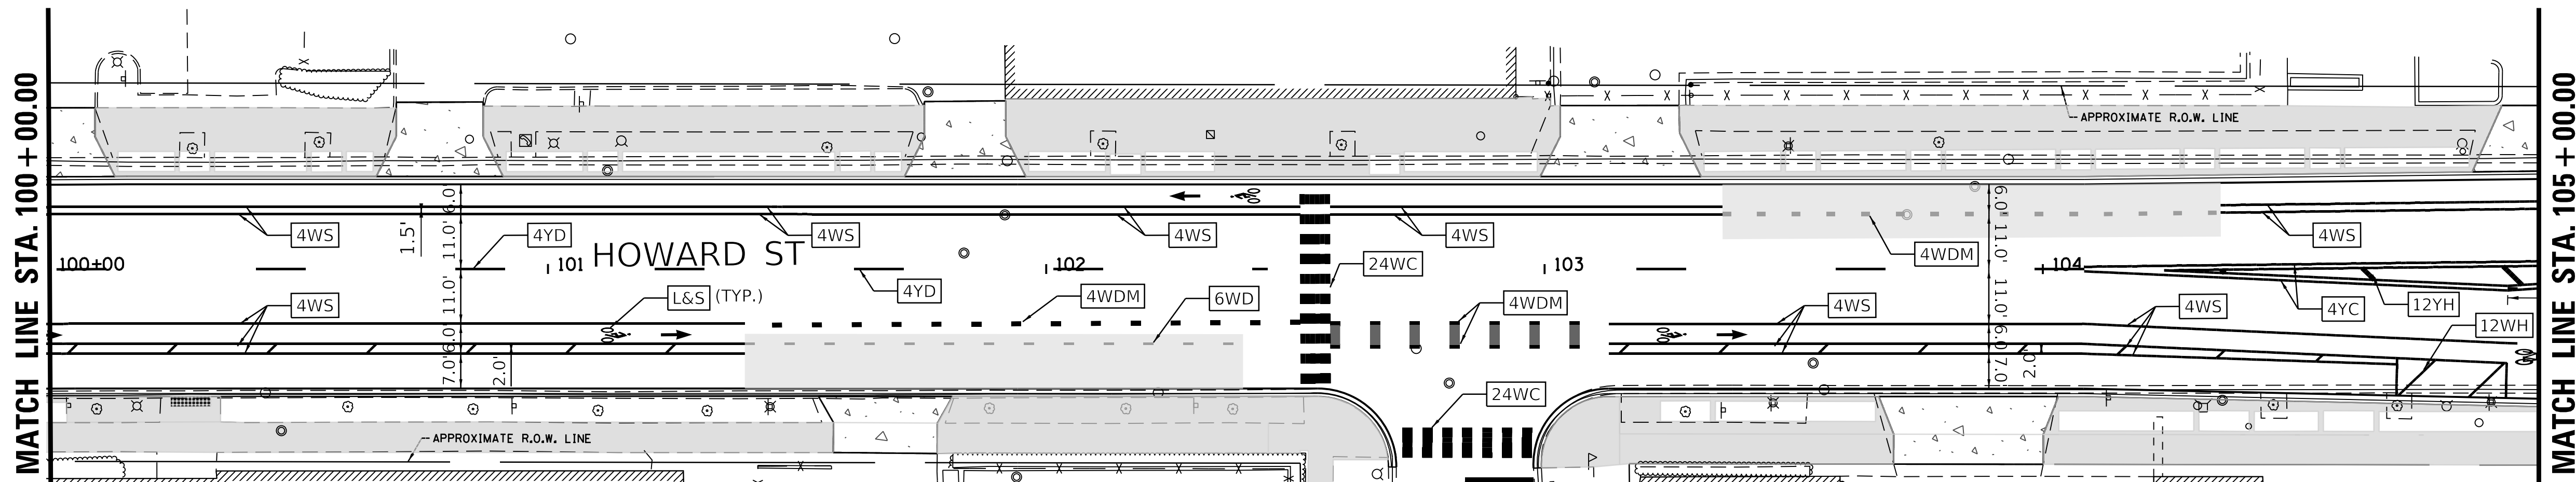 MATCH LINE STA. 100+00.00
APPROXIMATE R.O.W. LINE
6.0'
11.0'
11.0'
6.0'
7.0'
1.5'
2.0'
4WS
4YD
4WS
4WS
4WS
4WDM
4WS
100+00
101
HOWARD ST
102
24WC
103
104
6.0'
11.0'
11.0'
6.0'
7.0'
2.0'
4WS
L&S (TYP.)
4YD
4WDM
6WD
4WDM
4WS
4WS
4YC
12YH
12WH
24WC
APPROXIMATE R.O.W. LINE
MATCH LINE STA. 105+00.00